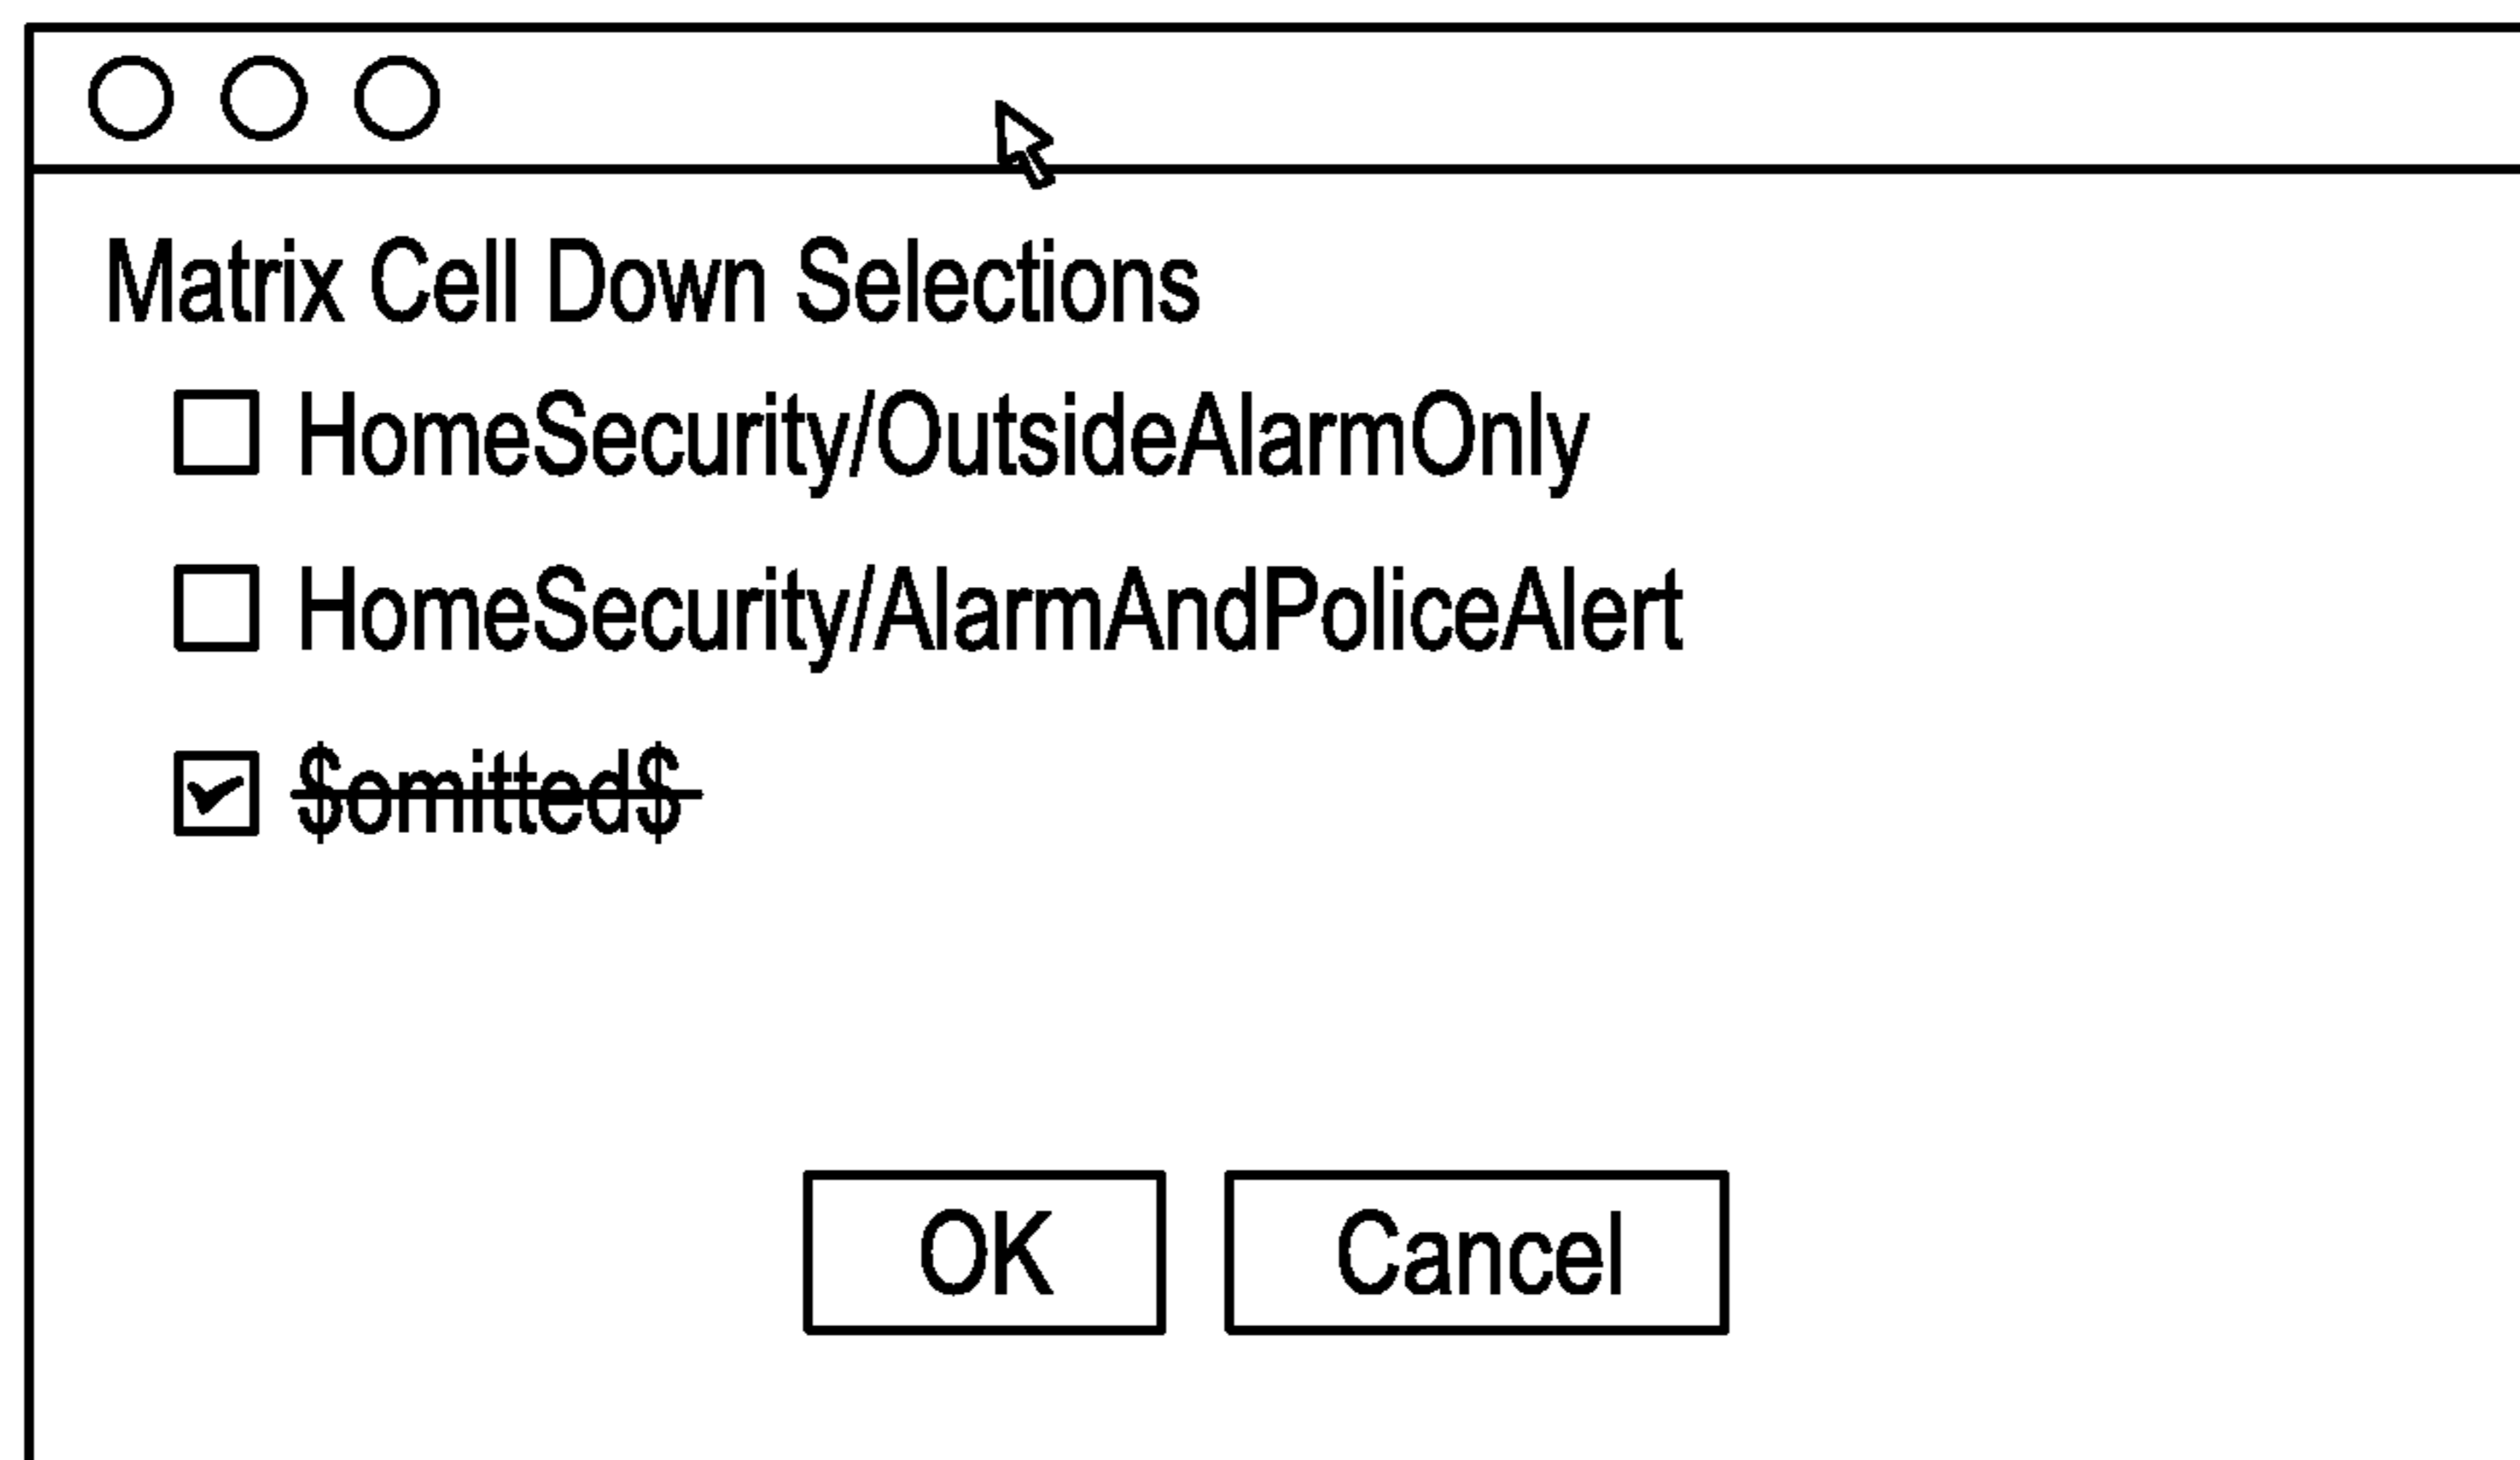 Matrix Cell Down Selections
HomeSecurity/OutsideAlarmOnly
HomeSecurity/AlarmAndPoliceAlert
$omitted$
OK Cancel